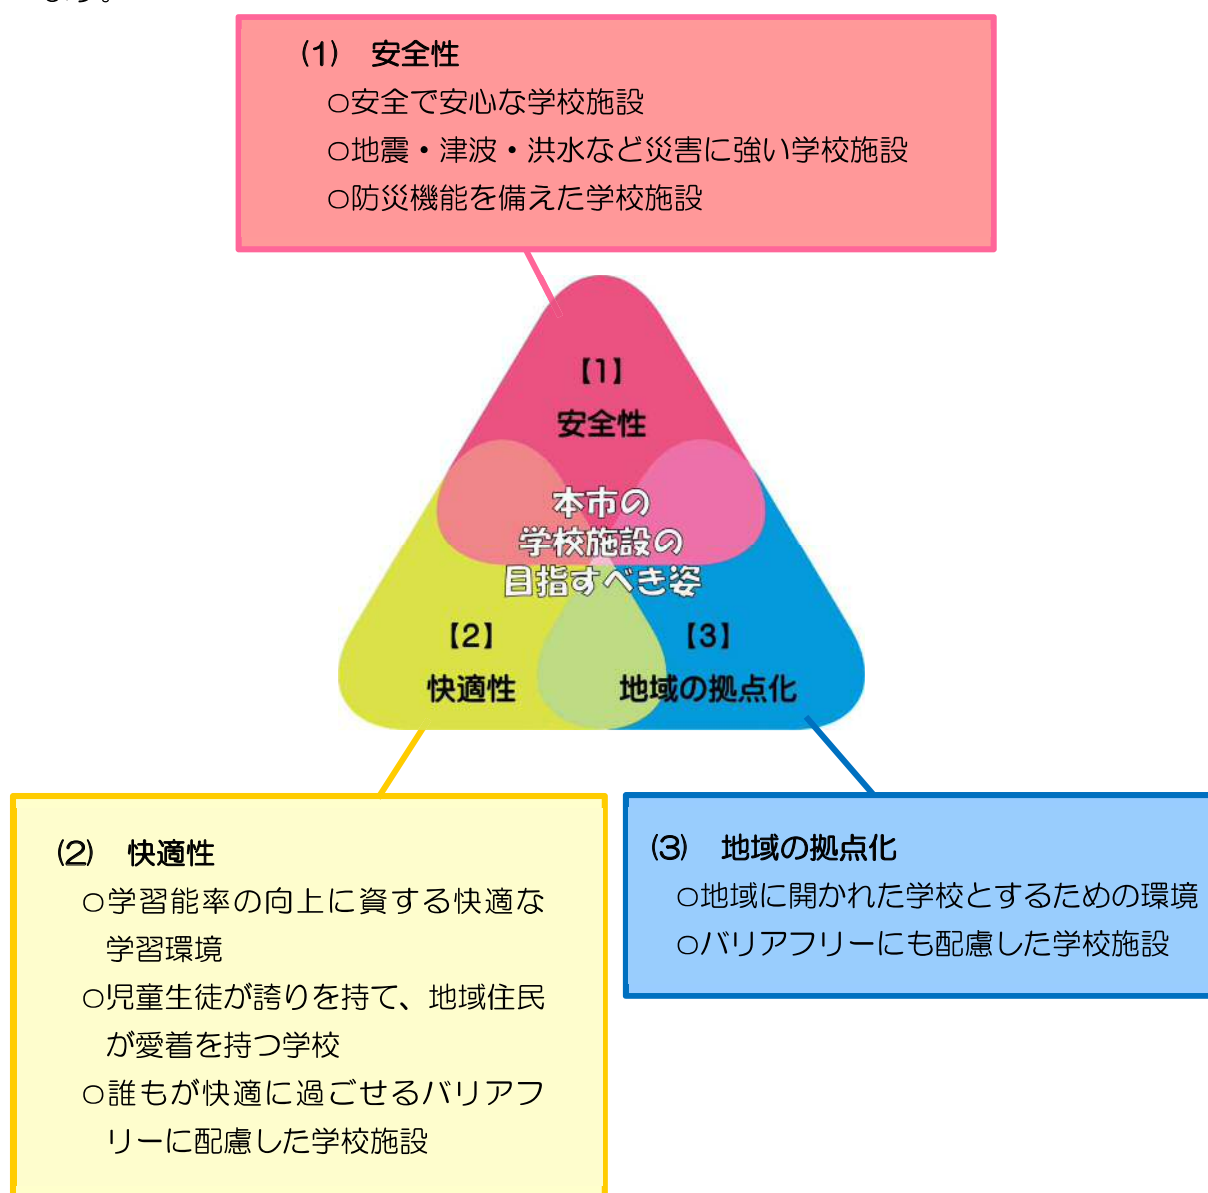 ます。
(1) 安全性
○安全で安心な学校施設
○地震・津波・洪水など災害に強い学校施設
○防災機能を備えた学校施設
【1】
安全性
本市の
学校施設の
目指すべき姿
【2】
快適性
【3】
地域の拠点化
(2) 快適性
○学習能率の向上に資する快適な
学習環境
○児童生徒が誇りを持て、地域住民
が愛着を持つ学校
○誰もが快適に過ごせるバリアフ
リーに配慮した学校施設
(3) 地域の拠点化
○地域に開かれた学校とするための環境
○バリアフリーにも配慮した学校施設